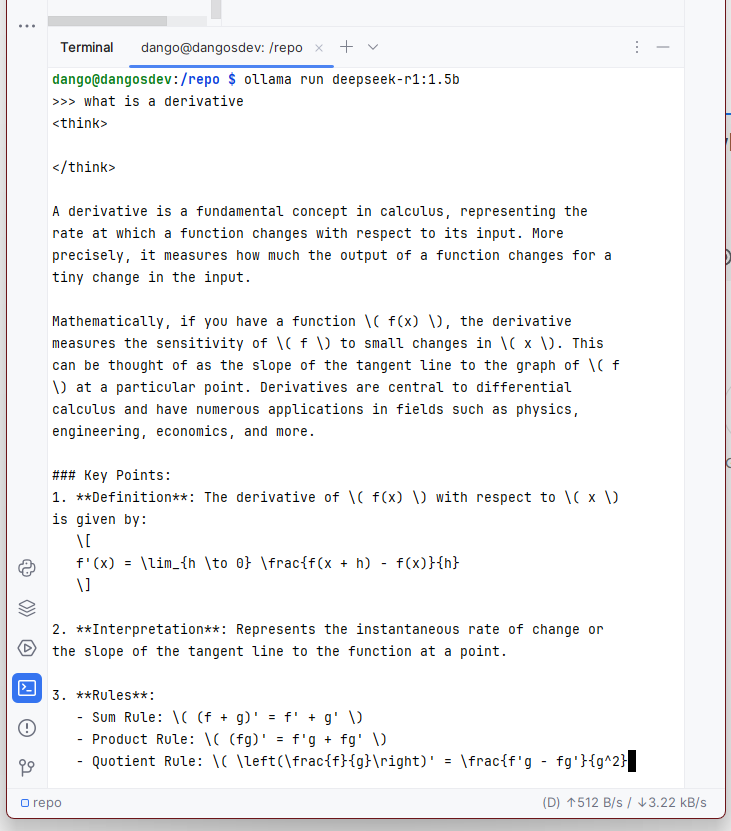 Terminal
dango@dangosdev: /repo
dango@dangosdev:/repo $ ollama run deepseek-r1:1.5b
>>> what is a derivative
<think>
</think>
A derivative is a fundamental concept in calculus, representing the
rate at which a function changes with respect to its input. More
precisely, it measures how much the output of a function changes for a
tiny change in the input.
Mathematically, if you have a function \( f(x) \), the derivative
measures the sensitivity of \( f \) to small changes in \( x \). This
can be thought of as the slope of the tangent line to the graph of \( f
\) at a particular point. Derivatives are central to differential
calculus and have numerous applications in fields such as physics,
engineering, economics, and more.
### Key Points:
1. **Definition**: The derivative of \( f(x) \) with respect to \( x \)
is given by:
\[
f'(x) = \lim_{h \to 0} \frac{f(x + h) - f(x)}{h}
\]
2. **Interpretation**: Represents the instantaneous rate of change or
the slope of the tangent line to the function at a point.
3. **Rules**:
- Sum Rule: \( (f + g)' = f' + g' \)
- Product Rule: \( (fg)' = f'g + fg' \)
- Quotient Rule: \( \left(\frac{f}{g}\right)' = \frac{f'g - fg'}{g^2}
repo
(D) ↑512 B/s / ↓3.22 kB/s